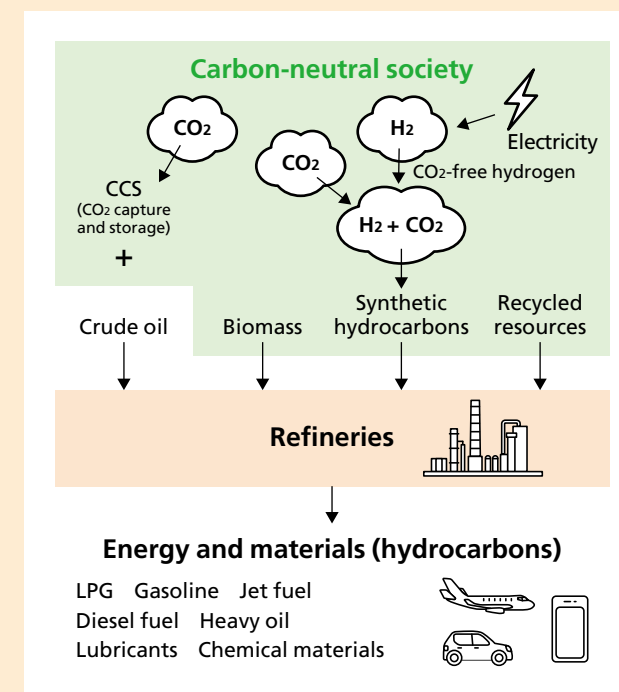 Carbon-neutral society
CO2
H2
Electricity
CO2
CO2-free hydrogen
CCS
(CO2 capture
and storage)
+
H2 + CO2
Crude oil
Biomass
Synthetic
hydrocarbons
Recycled
resources
Refineries
Energy and materials (hydrocarbons)
LPG Gasoline Jet fuel
Diesel fuel Heavy oil
Lubricants Chemical materials